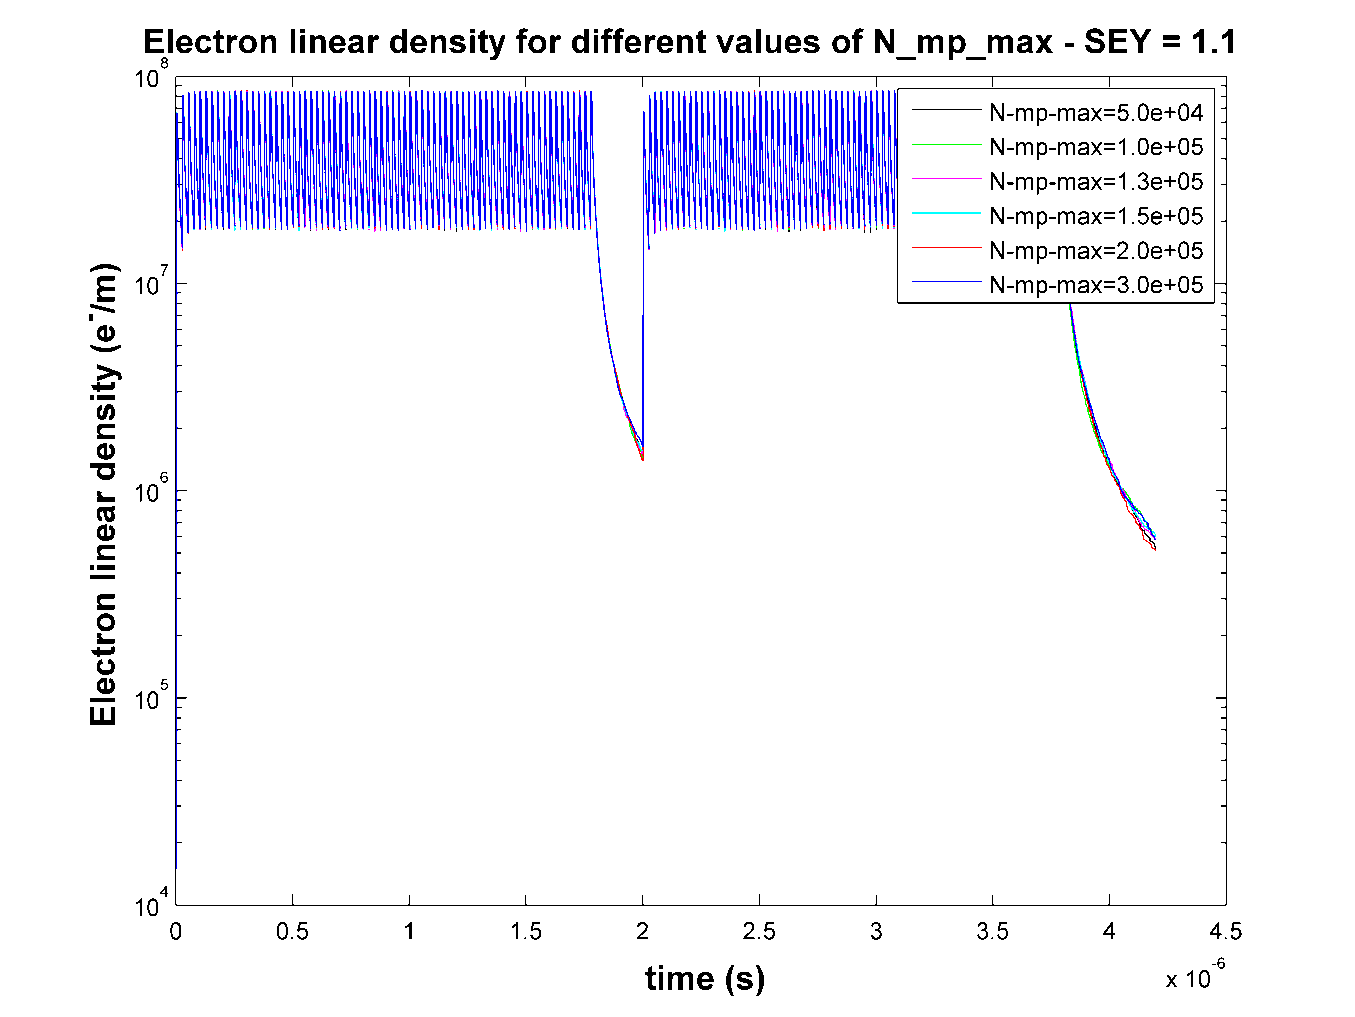 Electron linear density for different values of N_mp_max - SEY = 1.1
10^8
10^7
10^6
10^5
10^4
Electron linear density (e^-/m)
N-mp-max=5.0e+04
N-mp-max=1.0e+05
N-mp-max=1.3e+05
N-mp-max=1.5e+05
N-mp-max=2.0e+05
N-mp-max=3.0e+05
0 0.5 1 1.5 2 2.5 3 3.5 4 4.5
x 10^-6
time (s)